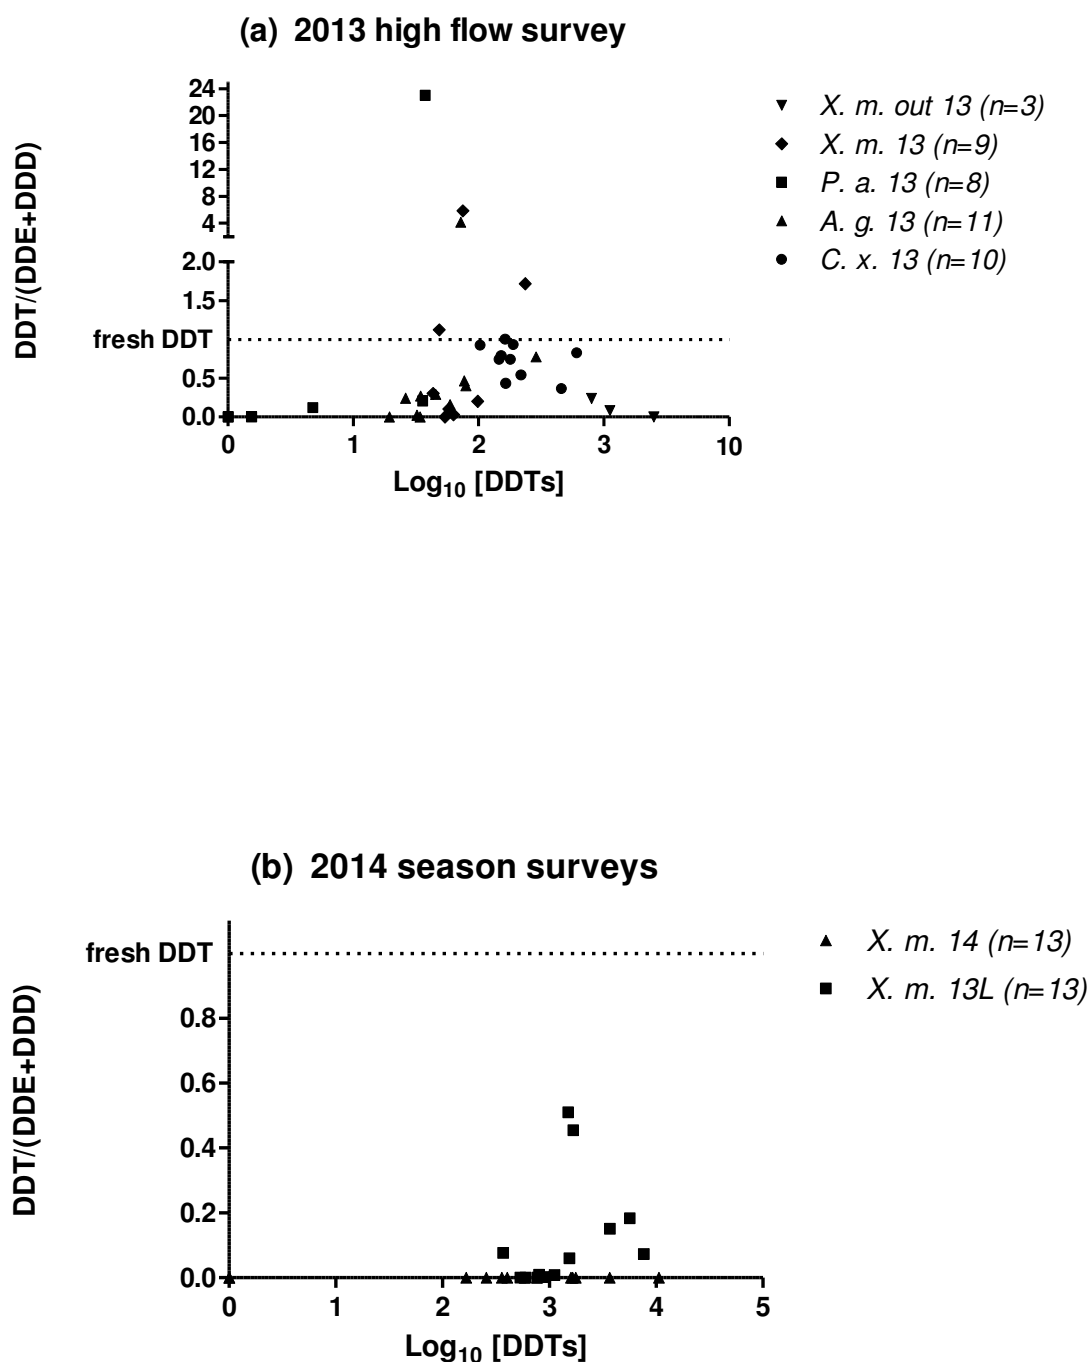 (a) 2013 high flow survey
DDT/(DDE+DDD)
24
20
16
12
8
4
2.0
1.5
fresh DDT
0.5
0.0
0 1 2 3 10
Log10 [DDTs]
X. m. out 13 (n=3)
X. m. 13 (n=9)
P. a. 13 (n=8)
A. g. 13 (n=11)
C. x. 13 (n=10)
(b) 2014 season surveys
DDT/(DDE+DDD)
fresh DDT
0.8
0.6
0.4
0.2
0.0
0 1 2 3 4 5
Log10 [DDTs]
X. m. 14 (n=13)
X. m. 13L (n=13)